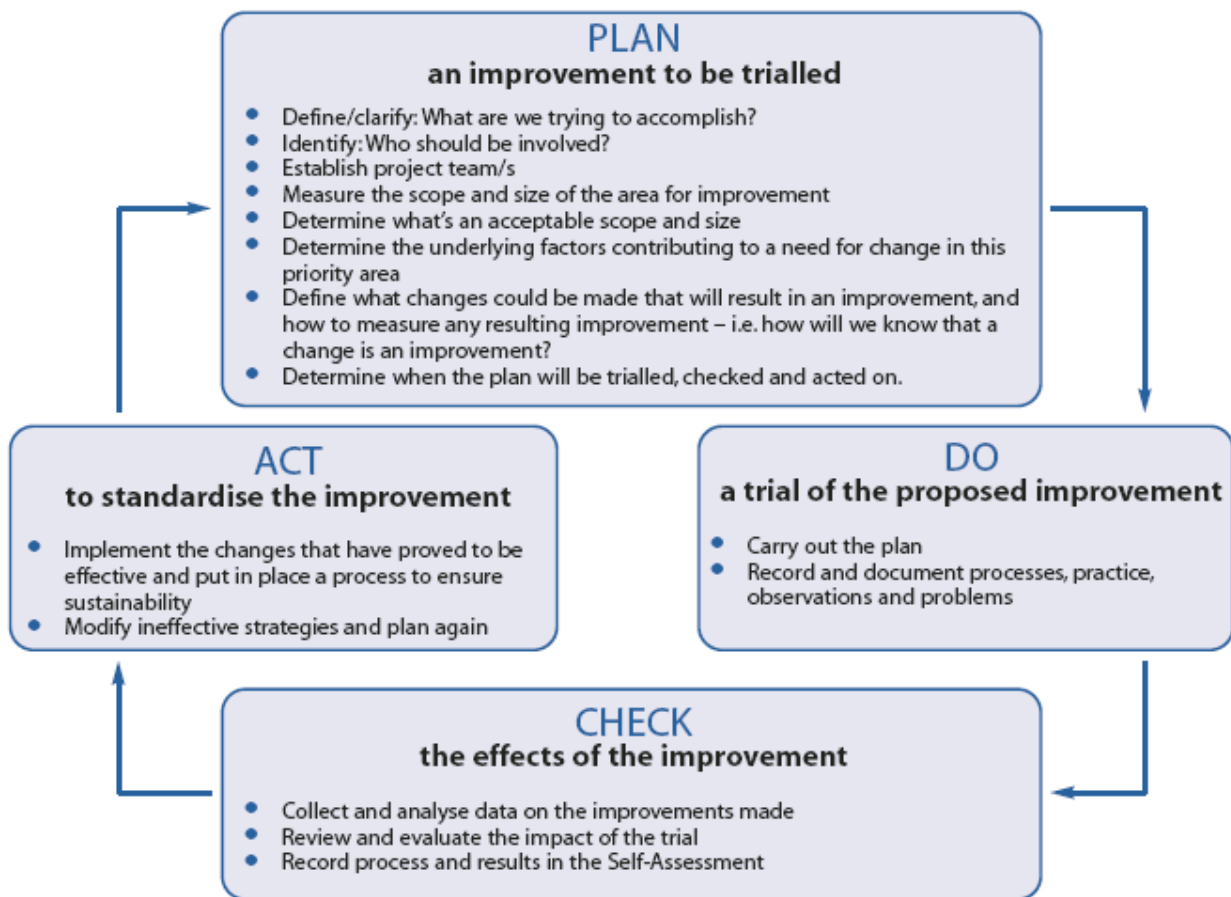 PLAN
an improvement to be trialled
• Define/clarify: What are we trying to accomplish?
• Identify: Who should be involved?
• Establish project team/s
• Measure the scope and size of the area for improvement
• Determine what's an acceptable scope and size
• Determine the underlying factors contributing to a need for change in this
priority area
• Define what changes could be made that will result in an improvement, and
how to measure any resulting improvement – i.e. how will we know that a
change is an improvement?
• Determine when the plan will be trialled, checked and acted on.
DO
a trial of the proposed improvement
• Carry out the plan
• Record and document processes, practice,
observations and problems
CHECK
the effects of the improvement
• Collect and analyse data on the improvements made
• Review and evaluate the impact of the trial
• Record process and results in the Self-Assessment
ACT
to standardise the improvement
• Implement the changes that have proved to be
effective and put in place a process to ensure
sustainability
• Modify ineffective strategies and plan again